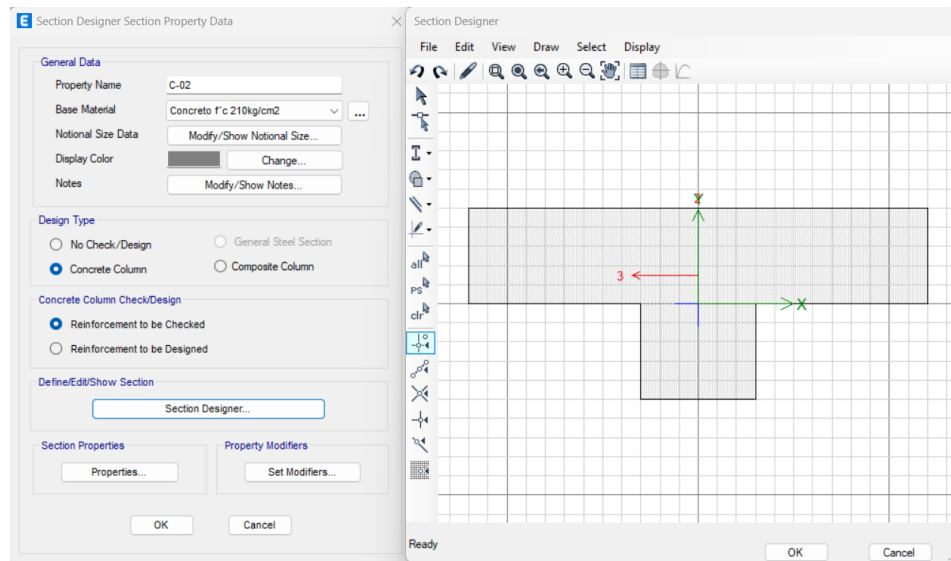 E Section Designer Section Property Data
General Data
Property Name C-02
Base Material Concreto f'c 210kg/cm2 ...
Notional Size Data Modify/Show Notional Size...
Display Color Change...
Notes Modify/Show Notes...
Design Type
No Check/Design General Steel Section
Concrete Column Composite Column
Concrete Column Check/Design
Reinforcement to be Checked
Reinforcement to be Designed
Define/Edit/Show Section
Section Designer...
Section Properties Property Modifiers
Properties... Set Modifiers...
OK Cancel
Section Designer
File Edit View Draw Select Display
all
PS
clr
Y
3
X
Ready
OK Cancel